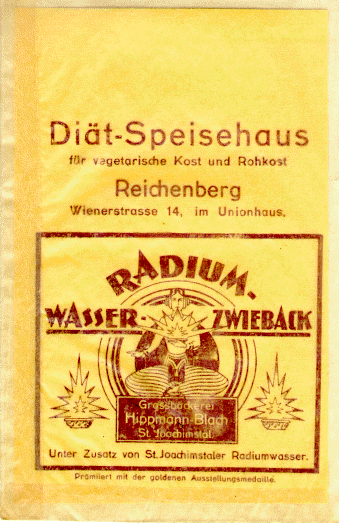 Diät-Speisehaus
für vegetarische Kost und Rohkost
Reichenberg
Wienerstrasse 14, im Unionhaus.
RADIUM-
WASSER-ZWIEBACK
Grossbäckerei
Hippmann-Blach
St. Joachimstal.
Unter Zusatz von St. Joachimstaler Radiumwasser.
Prämiiert mit der goldenen Ausstellungsmedaille.